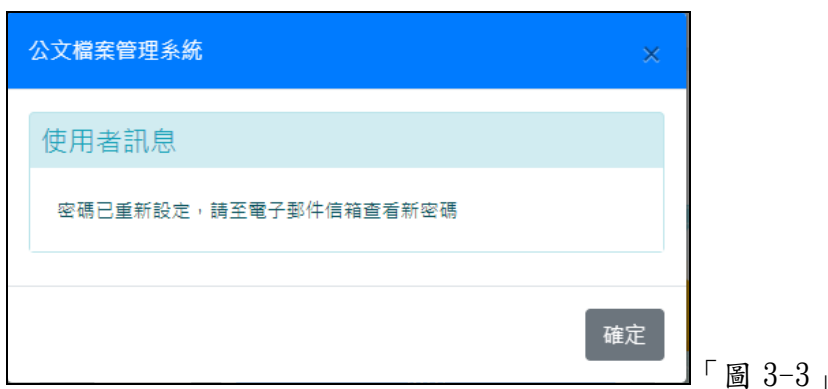 公文檔案管理系統 ×
使用者訊息
密碼已重新設定，請至電子郵件信箱查看新密碼
確定
「圖 3-3」